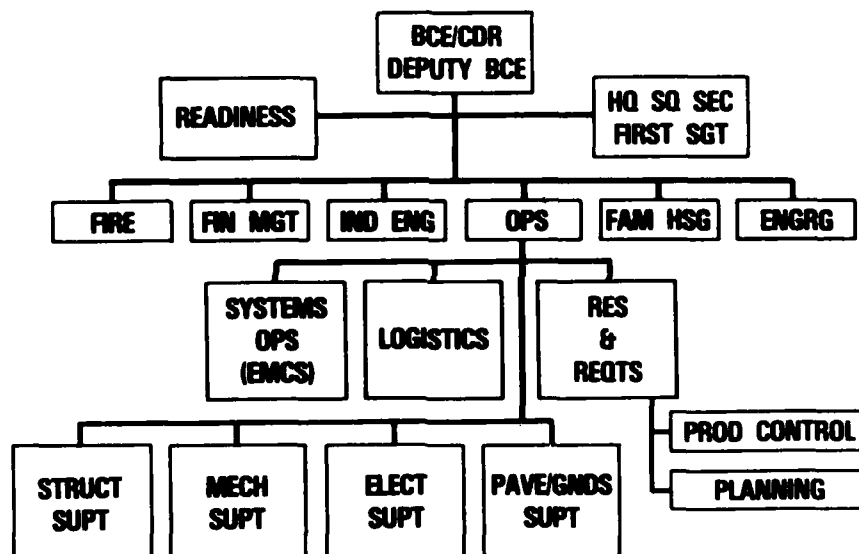 BCE/CDR
DEPUTY BCE
READINESS
HQ SQ SEC
FIRST SGT
FIRE
FIN MGT
IND ENG
OPS
FAM HSG
ENGRG
SYSTEMS
OPS
(EMCS)
LOGISTICS
RES
&
REQTS
PROD CONTROL
PLANNING
STRUCT
SUPT
MECH
SUPT
ELECT
SUPT
PAVE/GNDS
SUPT